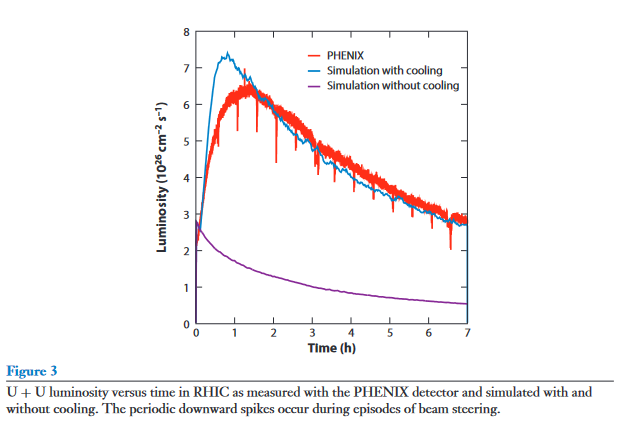 8
7
6
5
4
3
2
1
0
Luminosity (10²⁶ cm⁻² s⁻¹)
PHENIX
Simulation with cooling
Simulation without cooling
0 1 2 3 4 5 6 7
Time (h)
Figure 3
U + U luminosity versus time in RHIC as measured with the PHENIX detector and simulated with and
without cooling. The periodic downward spikes occur during episodes of beam steering.